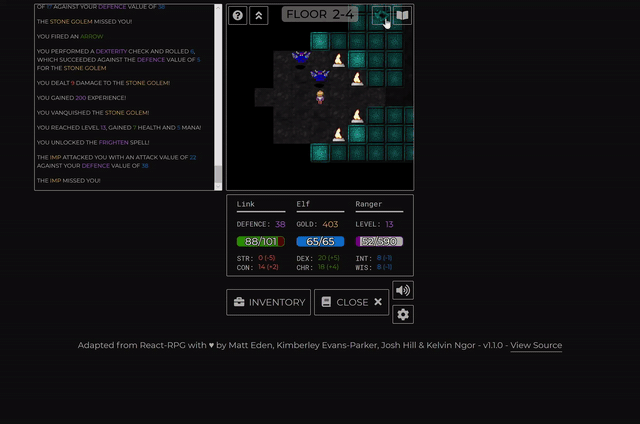 OF 17 AGAINST YOUR DEFENCE VALUE OF 38
THE STONE GOLEM MISSED YOU!
YOU FIRED AN ARROW
YOU PERFORMED A DEXTERITY CHECK AND ROLLED
WHICH SUCCEEDED AGAINST THE DEFENCE VALUE OF 5
FOR THE STONE GOLEM
YOU DEALT 9 DAMAGE TO THE STONE GOLEM!
YOU GAINED 200 EXPERIENCE!
YOU VANQUISHED THE STONE GOLEM!
YOU REACHED LEVEL 13, GAINED 7 HEALTH AND 5 MANA!
YOU UNLOCKED THE FRIGHTEN SPELL!
THE IMP ATTACKED YOU WITH AN ATTACK VALUE OF 22
AGAINST YOUR DEFENCE VALUE OF 38
THE IMP MISSED YOU!
FLOOR 2-4
Link Elf Ranger
DEFENCE: 38 GOLD: 403 LEVEL: 13
88/101 65/65 52/590
STR: 0 (-5) DEX: 20 (+5) INT: 8 (-1)
CON: 14 (+2) CHR: 18 (+4) WIS: 8 (-1)
INVENTORY CLOSE
Adapted from React-RPG with ♥ by Matt Eden, Kimberley Evans-Parker, Josh Hill & Kelvin Ngor - v1.1.0 - View Source